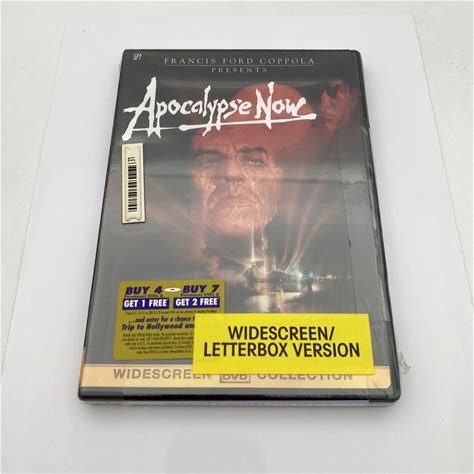 FRANCIS FORD COPPOLA
PRESENTS
Apocalypse Now
BUY 4 BUY 7
GET 1 FREE GET 2 FREE
...and enter for a chance
Trip to Hollywood an
WIDESCREEN/
LETTERBOX VERSION
WIDESCREEN DVD COLLECTION